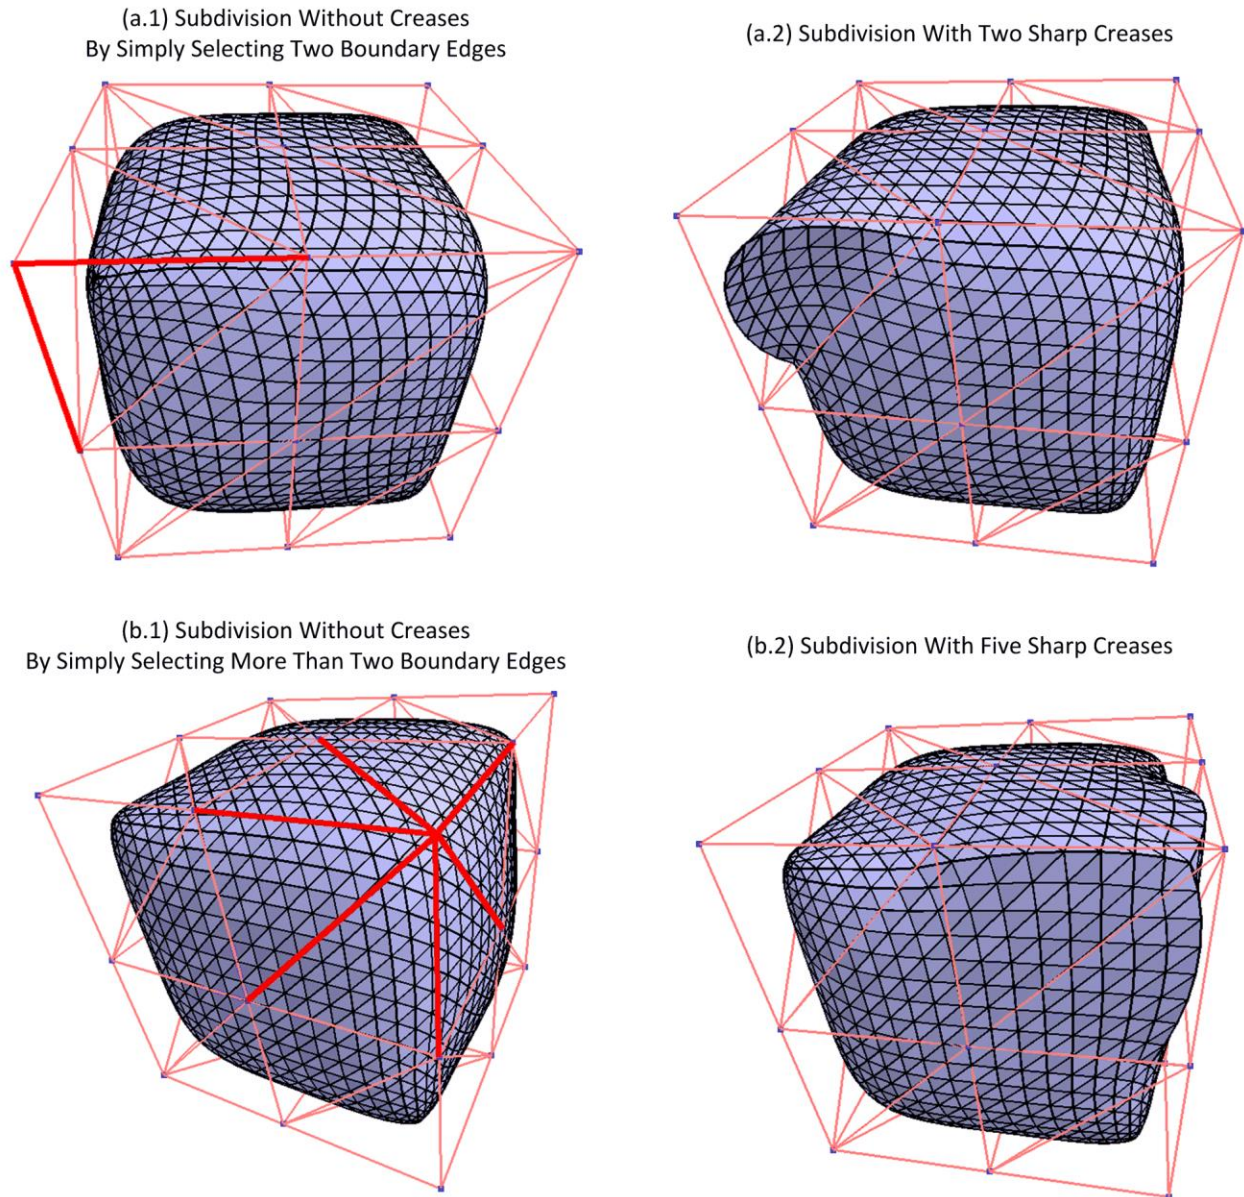 (a.1) Subdivision Without Creases
By Simply Selecting Two Boundary Edges
(a.2) Subdivision With Two Sharp Creases
(b.1) Subdivision Without Creases
By Simply Selecting More Than Two Boundary Edges
(b.2) Subdivision With Five Sharp Creases